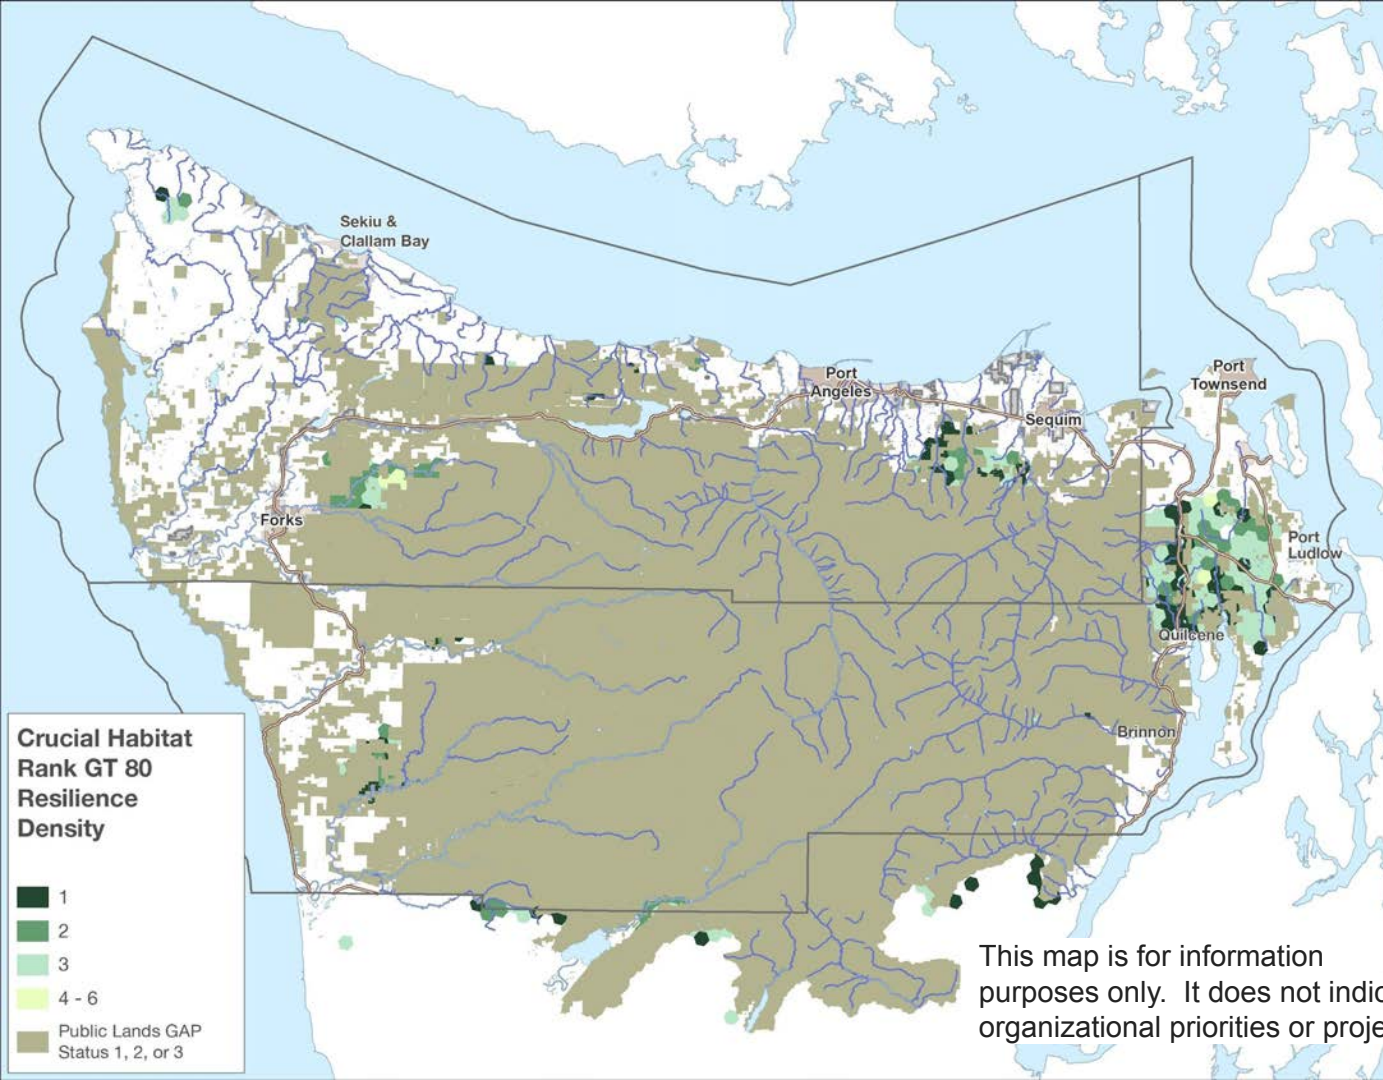 Sekiu &
Clallam Bay
Port
Angeles
Sequim
Port
Townsend
Forks
Port
Ludlow
Quilcene
Brinnon
Crucial Habitat
Rank GT 80
Resilience
Density
1
2
3
4 - 6
Public Lands GAP
Status 1, 2, or 3
This map is for information
purposes only.  It does not indic
organizational priorities or proje